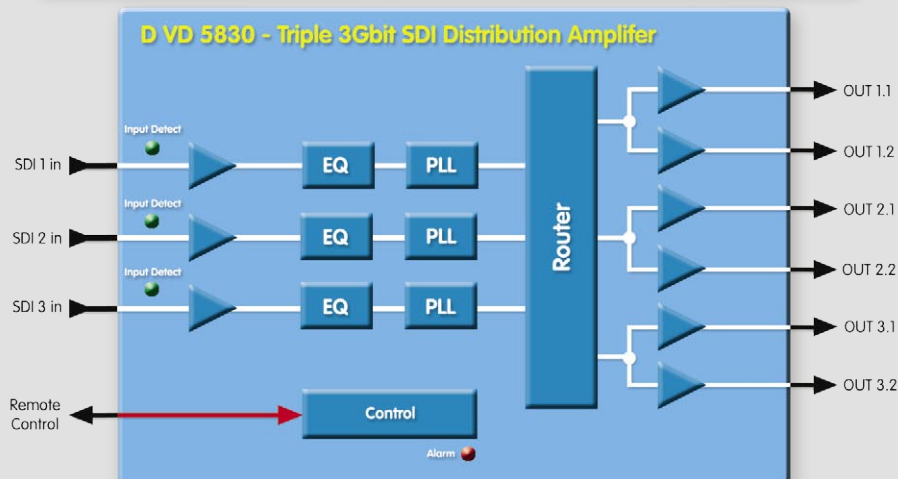 D VD 5830 - Triple 3Gbit SDI Distribution Amplifer
Input Detect
SDI 1 in
EQ
PLL
Input Detect
SDI 2 in
EQ
PLL
Input Detect
SDI 3 in
EQ
PLL
Router
OUT 1.1
OUT 1.2
OUT 2.1
OUT 2.2
OUT 3.1
OUT 3.2
Remote
Control
Control
Alarm